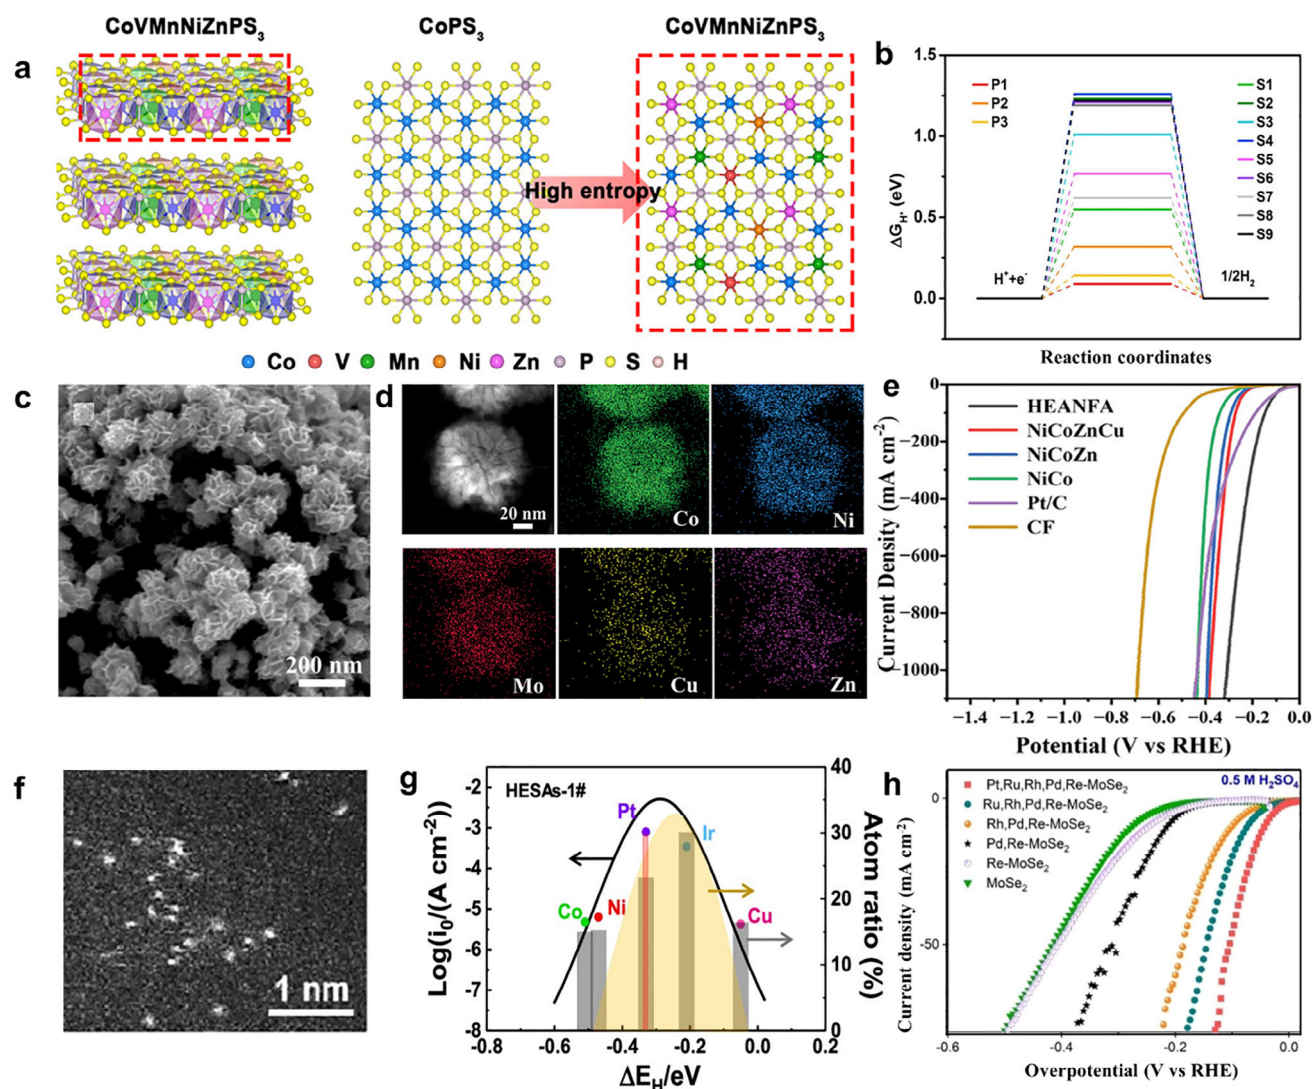 a
CoVMnNiZnPS3
CoPS3
CoVMnNiZnPS3
High entropy
Co V Mn Ni Zn P S H
b
1.5
1.0
0.5
0.0
ΔGH* (eV)
P1
P2
P3
S1
S2
S3
S4
S5
S6
S7
S8
S9
H⁺+e⁻
1/2H2
Reaction coordinates
c
200 nm
d
20 nm
Co
Ni
Mo
Cu
Zn
e
HEANFA
NiCoZnCu
NiCoZn
NiCo
Pt/C
CF
0
−200
−400
−600
−800
−1000
Current Density (mA cm⁻²)
−1.4 −1.2 −1.0 −0.8 −0.6 −0.4 −0.2 0.0
Potential (V vs RHE)
f
1 nm
g
HESAs-1#
-2
-3
-4
-5
-6
-7
-8
Log(i0/(A cm⁻²))
Co
Ni
Pt
Ir
Cu
40
30
20
10
0
Atom ratio (%)
-0.8 -0.6 -0.4 -0.2 0.0 0.2
ΔEH/eV
h
0.5 M H2SO4
Pt,Ru,Rh,Pd,Re-MoSe2
Ru,Rh,Pd,Re-MoSe2
Rh,Pd,Re-MoSe2
Pd,Re-MoSe2
Re-MoSe2
MoSe2
0
-50
Current density (mA cm⁻²)
-0.6 -0.4 -0.2 0.0
Overpotential (V vs RHE)